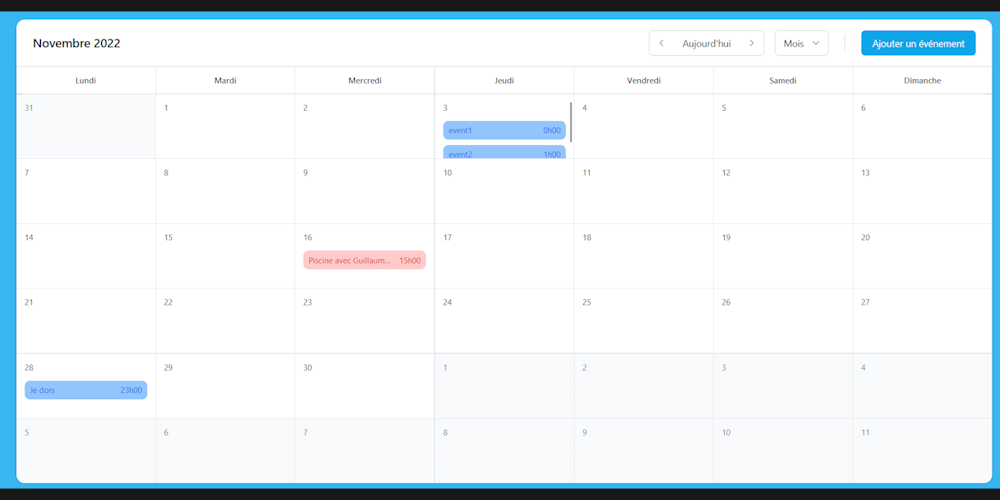 Novembre 2022 Aujourd'hui Mois Ajouter un événement
Lundi Mardi Mercredi Jeudi Vendredi Samedi Dimanche
31 1 2 3 4 5 6
event1 0h00
event2 1h00
7 8 9 10 11 12 13
14 15 16 17 18 19 20
Piscine avec Guillaum... 15h00
21 22 23 24 25 26 27
28 29 30 1 2 3 4
Je dors 23h00
5 6 7 8 9 10 11